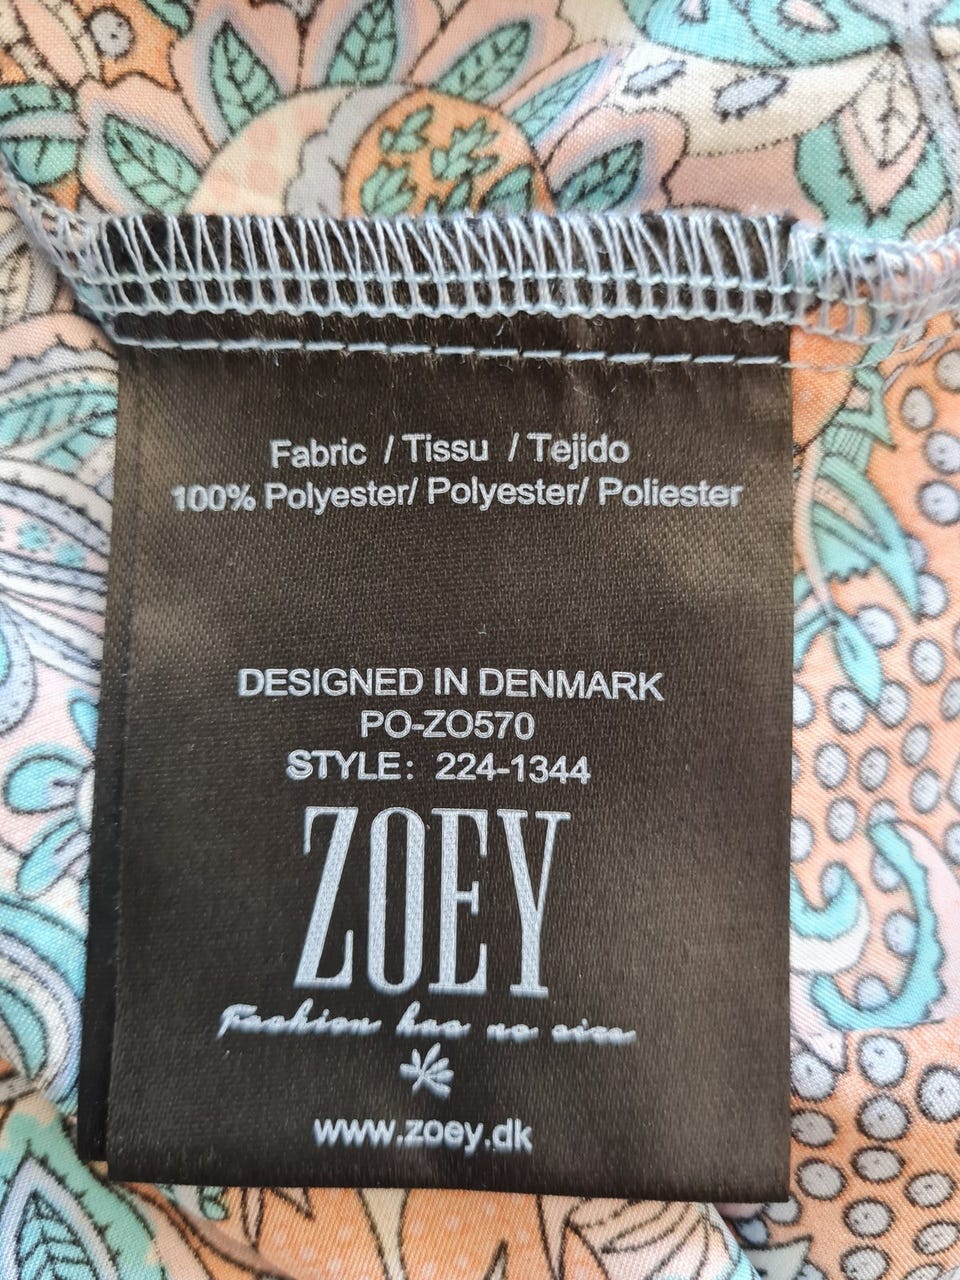 Fabric / Tissu / Tejido
100% Polyester/ Polyester/ Poliester
DESIGNED IN DENMARK
PO-ZO570
STYLE: 224-1344
ZOEY
Fashion has no size
www.zoey.dk